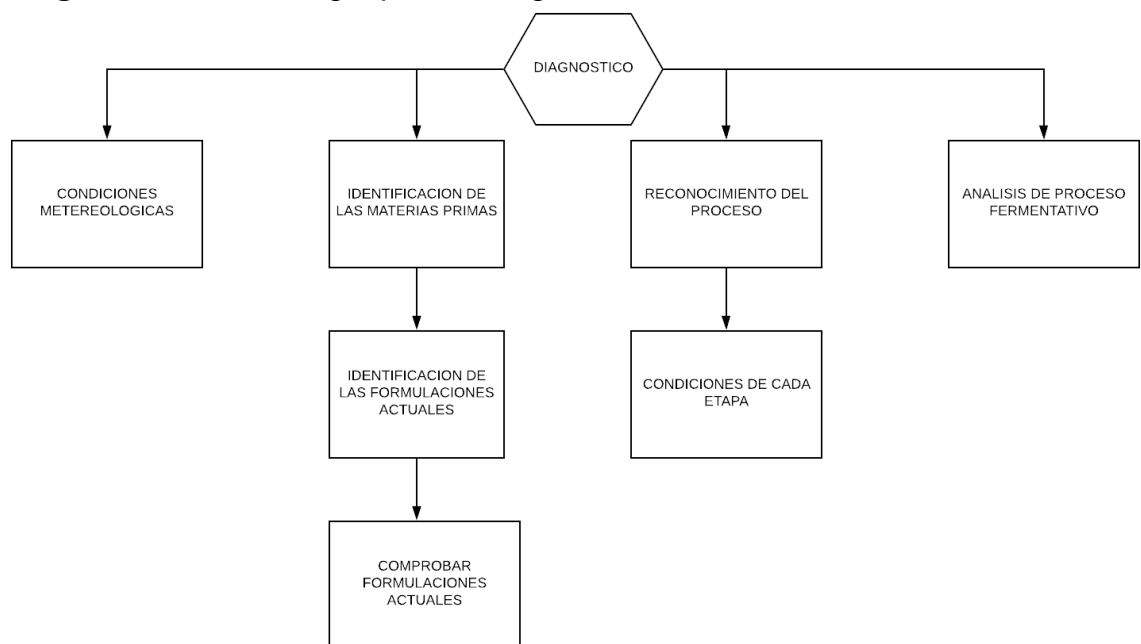 DIAGNOSTICO
CONDICIONES
METEREOLOGICAS
IDENTIFICACION DE
LAS MATERIAS PRIMAS
RECONOCIMIENTO DEL
PROCESO
ANALISIS DE PROCESO
FERMENTATIVO
IDENTIFICACION DE
LAS FORMULACIONES
ACTUALES
CONDICIONES DE CADA
ETAPA
COMPROBAR
FORMULACIONES
ACTUALES